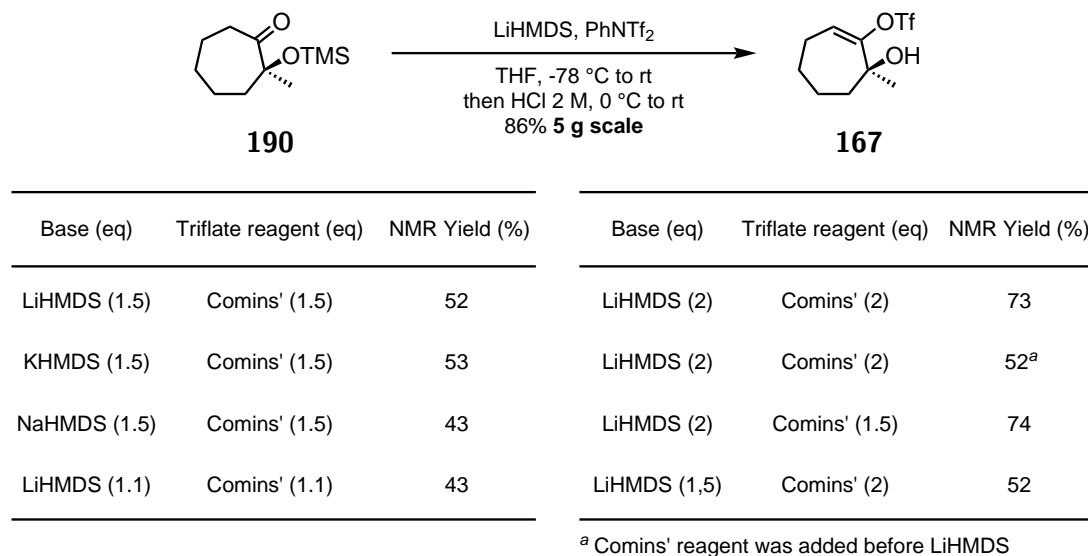 O
OTMS
190
LiHMDS, PhNTf2
THF, -78 °C to rt
then HCl 2 M, 0 °C to rt
86% 5 g scale
OTf
OH
167
Base (eq) Triflate reagent (eq) NMR Yield (%)
LiHMDS (1.5) Comins' (1.5) 52
KHMDS (1.5) Comins' (1.5) 53
NaHMDS (1.5) Comins' (1.5) 43
LiHMDS (1.1) Comins' (1.1) 43
Base (eq) Triflate reagent (eq) NMR Yield (%)
LiHMDS (2) Comins' (2) 73
LiHMDS (2) Comins' (2) 52a
LiHMDS (2) Comins' (1.5) 74
LiHMDS (1,5) Comins' (2) 52
a Comins' reagent was added before LiHMDS